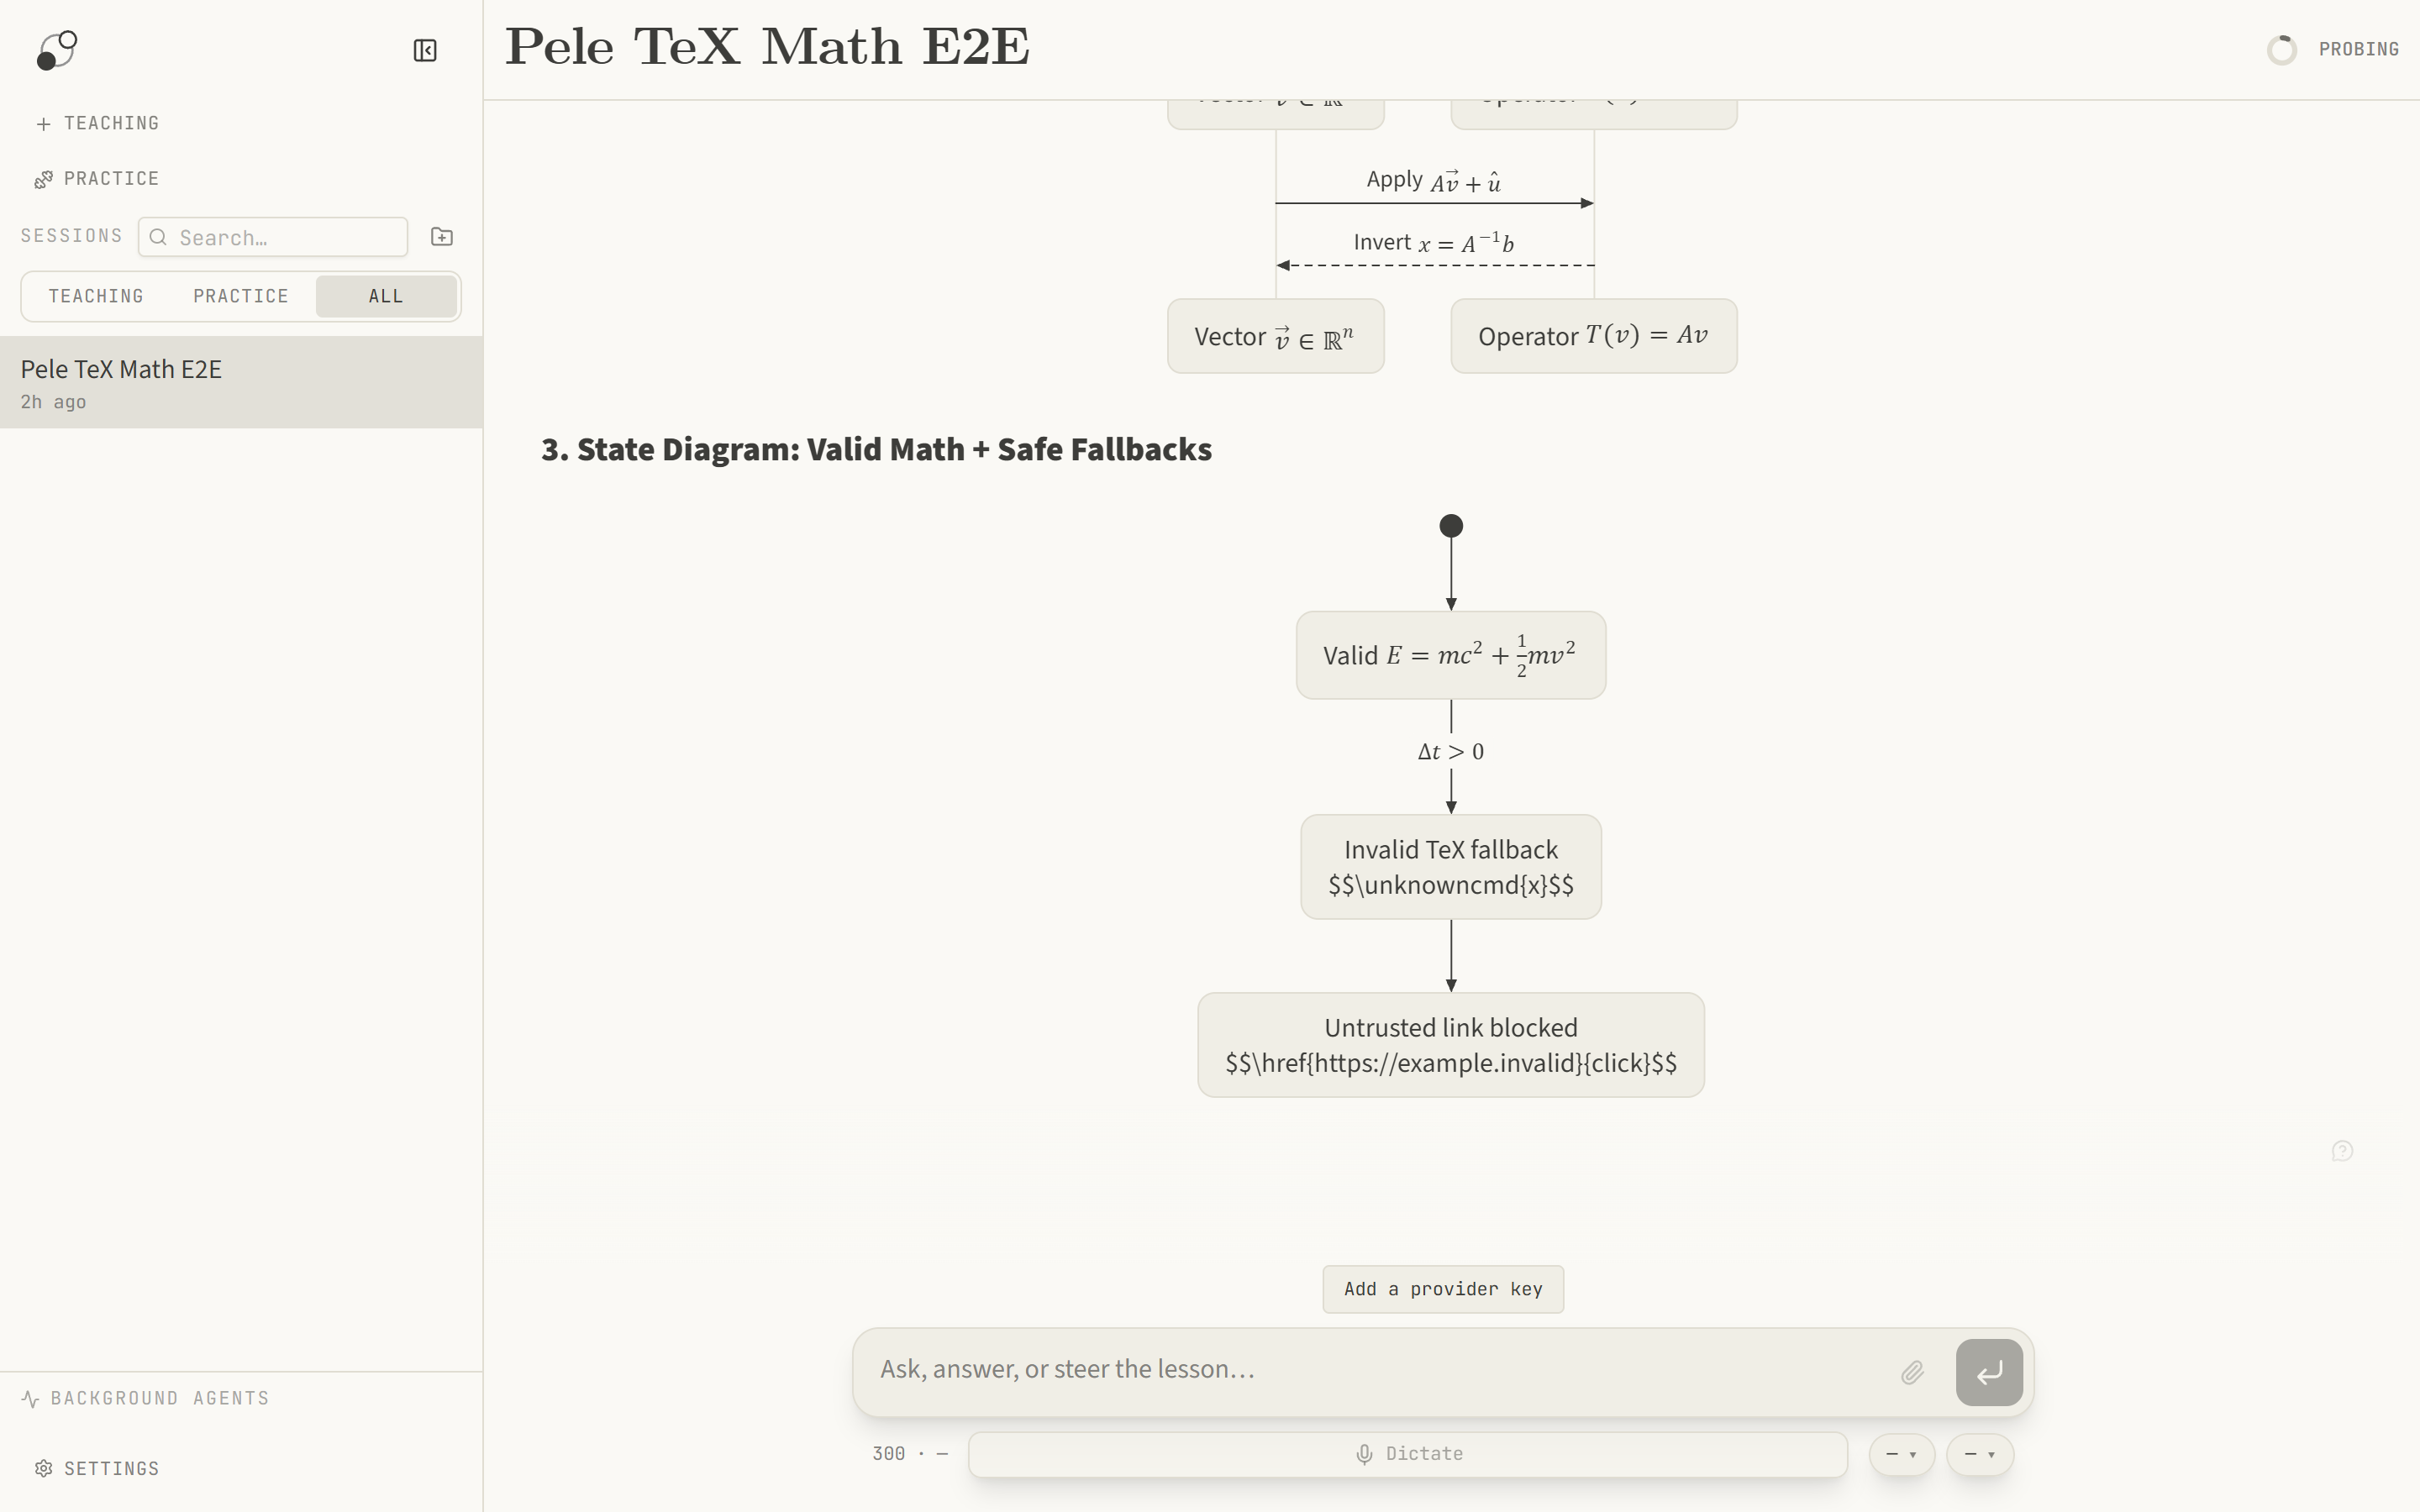 Pele TeX Math E2E
PROBING
TEACHING
PRACTICE
SESSIONS
Search…
TEACHING
PRACTICE
ALL
Pele TeX Math E2E
2h ago
Apply Av⃗ + û
Invert x = A⁻¹b
Vector v⃗ ∈ ℝⁿ
Operator T(v) = Av
3. State Diagram: Valid Math + Safe Fallbacks
Valid E = mc² + ½mv²
Δt > 0
Invalid TeX fallback
$$\unknowncmd{x}$$
Untrusted link blocked
$$\href{https://example.invalid}{click}$$
Add a provider key
Ask, answer, or steer the lesson…
300 · —
Dictate
—
—
BACKGROUND AGENTS
SETTINGS